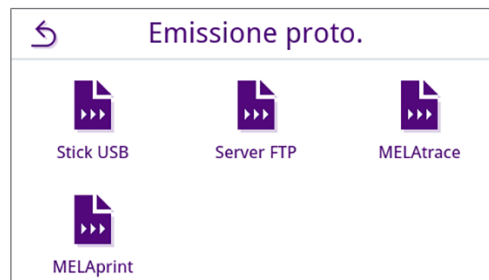 Emissione proto.
Stick USB
Server FTP
MELAtrace
MELAprint